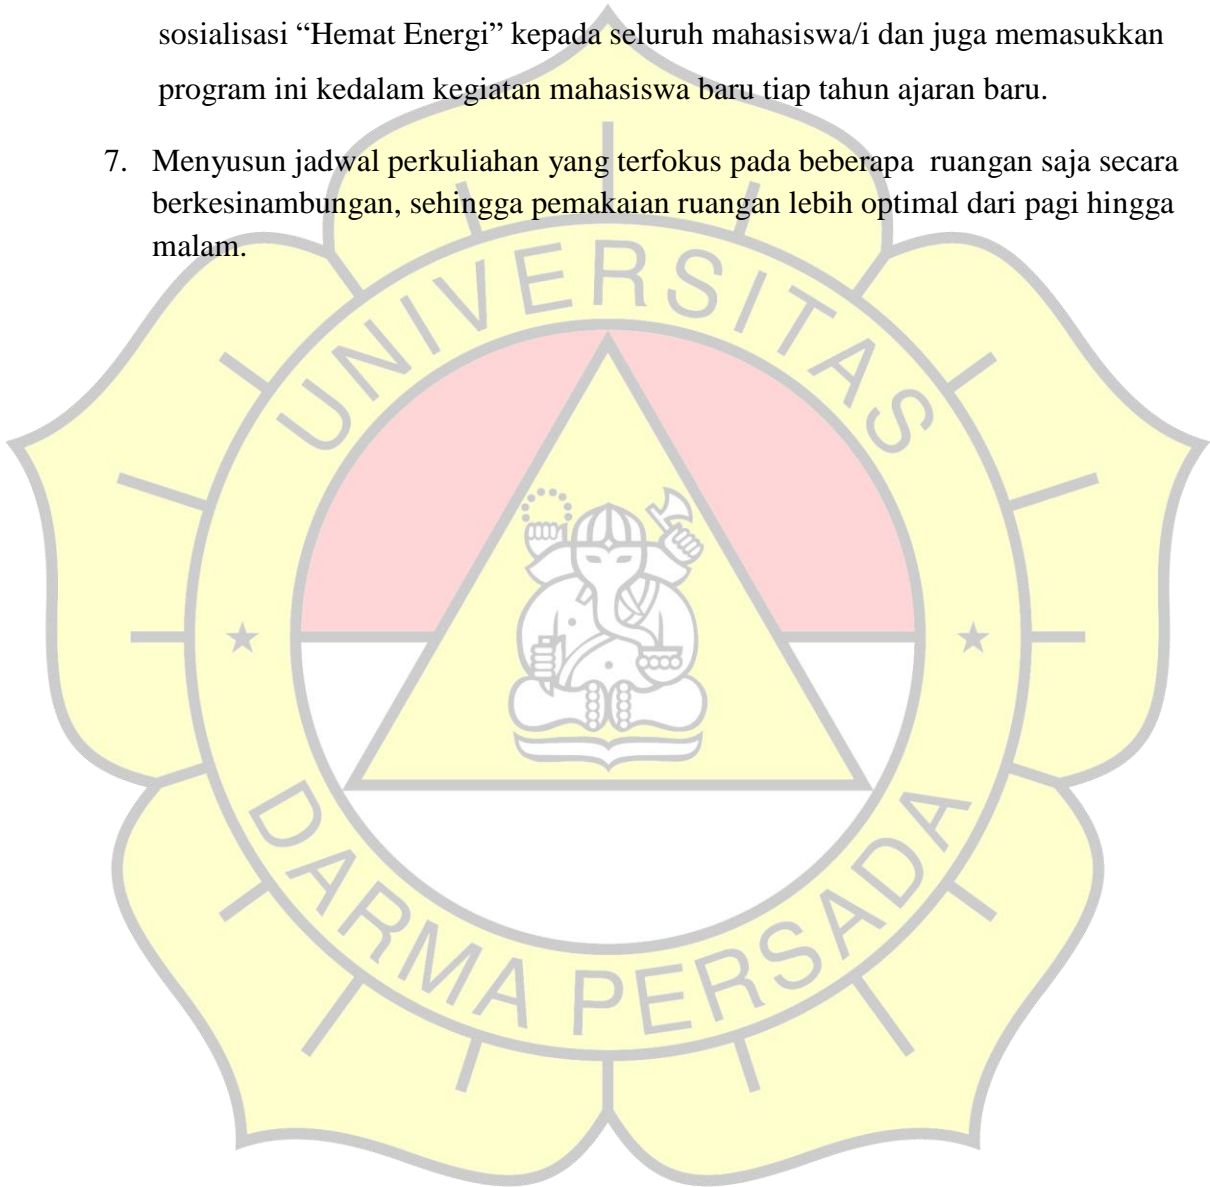 sosialisasi “Hemat Energi” kepada seluruh mahasiswa/i dan juga memasukkan
program ini kedalam kegiatan mahasiswa baru tiap tahun ajaran baru.
7. Menyusun jadwal perkuliahan yang terfokus pada beberapa  ruangan saja secara
berkesinambungan, sehingga pemakaian ruangan lebih optimal dari pagi hingga
malam.
UNIVERSITAS
DARMA PERSADA